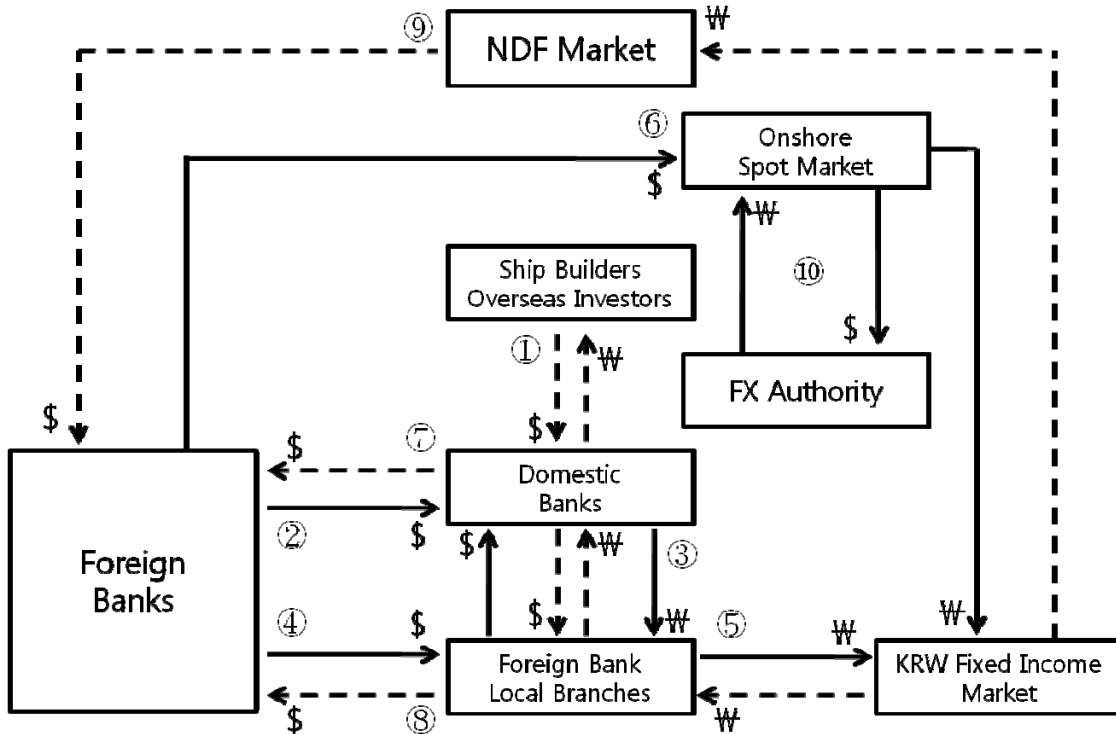 ⑨
₩
NDF Market
⑥
Onshore
Spot Market
$
₩
Ship Builders
Overseas Investors
⑩
①
₩
$
FX Authority
$
$
⑦
$
Domestic
Banks
②
$
$
₩
③
Foreign
Banks
④
$
$
₩
⑤
₩
₩
Foreign Bank
Local Branches
KRW Fixed Income
Market
$
⑧
₩